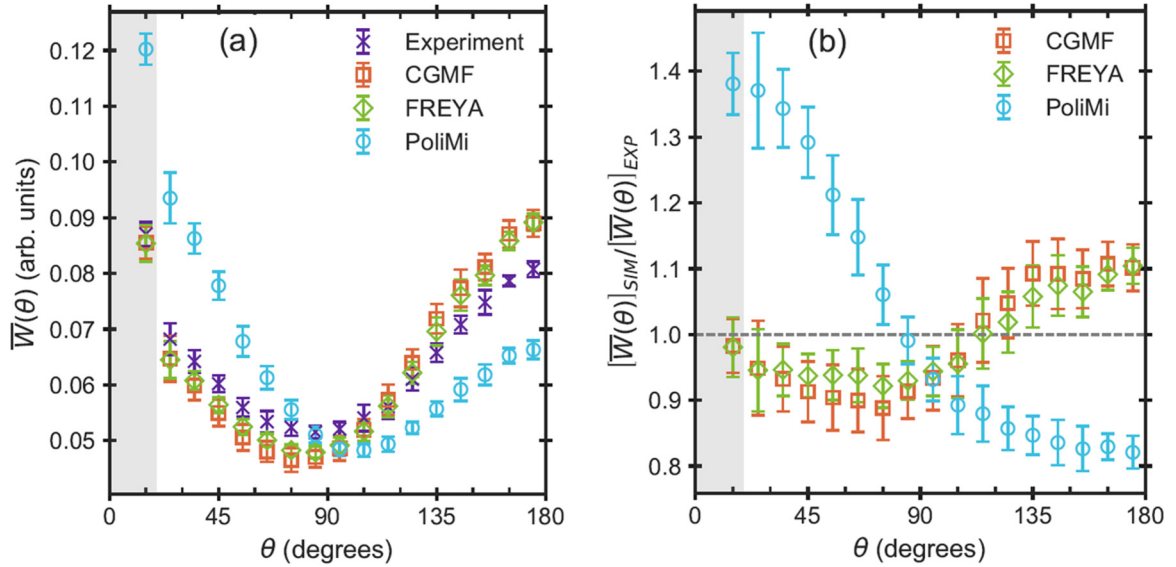 (a)
Experiment
CGMF
FREYA
PoliMi
0.12
0.11
0.10
0.09
0.08
0.07
0.06
0.05
W̅(θ) (arb. units)
0 45 90 135 180
θ (degrees)
(b)
CGMF
FREYA
PoliMi
1.4
1.3
1.2
1.1
1.0
0.9
0.8
[W̅(θ)]SIM/[W̅(θ)]EXP
0 45 90 135 180
θ (degrees)